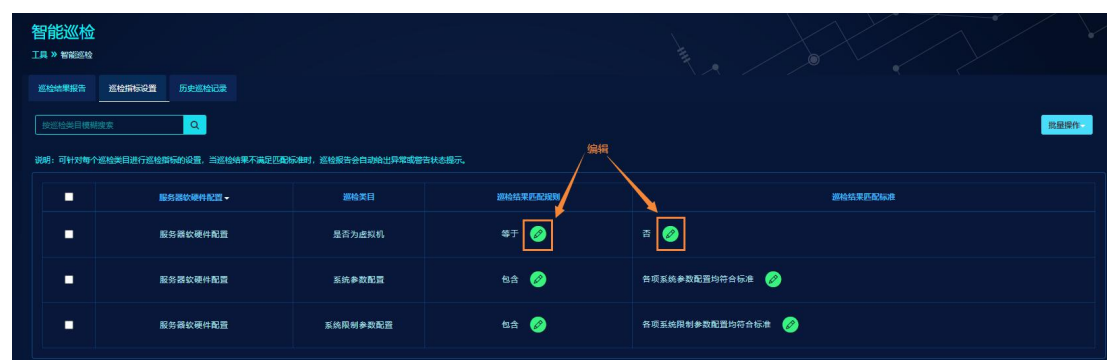 智能巡检
工具 » 智能巡检
巡检结果报告 巡检指标设置 历史巡检记录
按巡检类目模糊搜索 批量操作
编辑
说明：可针对每个巡检类目进行巡检指标的设置，当巡检结果不满足匹配标准时，巡检报告会自动给出异常或警告状态提示。
服务器软硬件配置 巡检类目 巡检结果匹配规则 巡检结果匹配标准
服务器软硬件配置 是否为虚拟机 等于 否
服务器软硬件配置 系统参数配置 包含 各项系统参数配置均符合标准
服务器软硬件配置 系统限制参数配置 包含 各项系统限制参数配置均符合标准